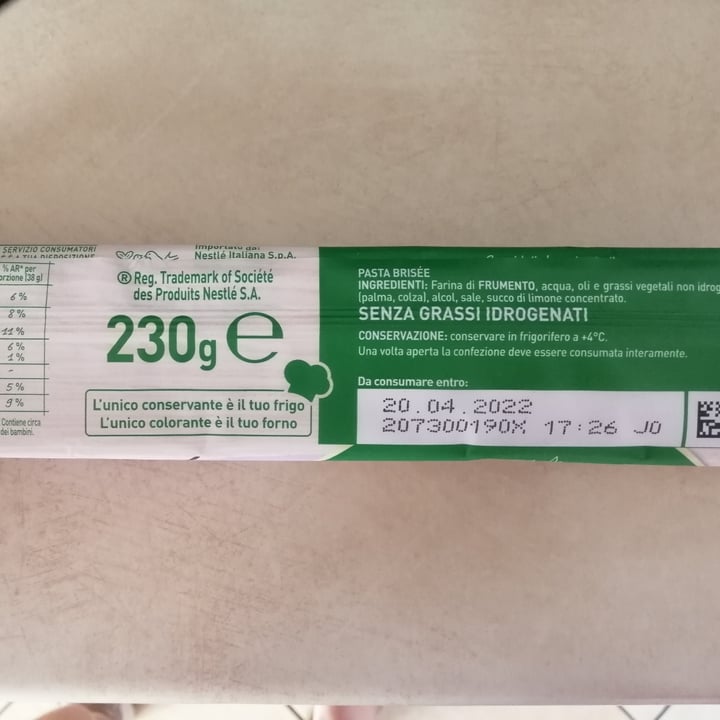 SERVIZIO CONSUMATORI
% AR* per
6%
8%
11%
6%
1%
-
5%
9%
Contiene circa
dei bambini.
Importato da:
Nestlé Italiana S.p.A.
® Reg. Trademark of Société
des Produits Nestlé S.A.
230g e
L'unico conservante è il tuo frigo
L'unico colorante è il tuo forno
PASTA BRISÉE
INGREDIENTI: Farina di FRUMENTO, acqua, oli e grassi vegetali non idrog
(palma, colza), alcol, sale, succo di limone concentrato.
SENZA GRASSI IDROGENATI
CONSERVAZIONE: conservare in frigorifero a +4°C.
Una volta aperta la confezione deve essere consumata interamente.
Da consumare entro:
20.04.2022
207300190X 17:26 J0